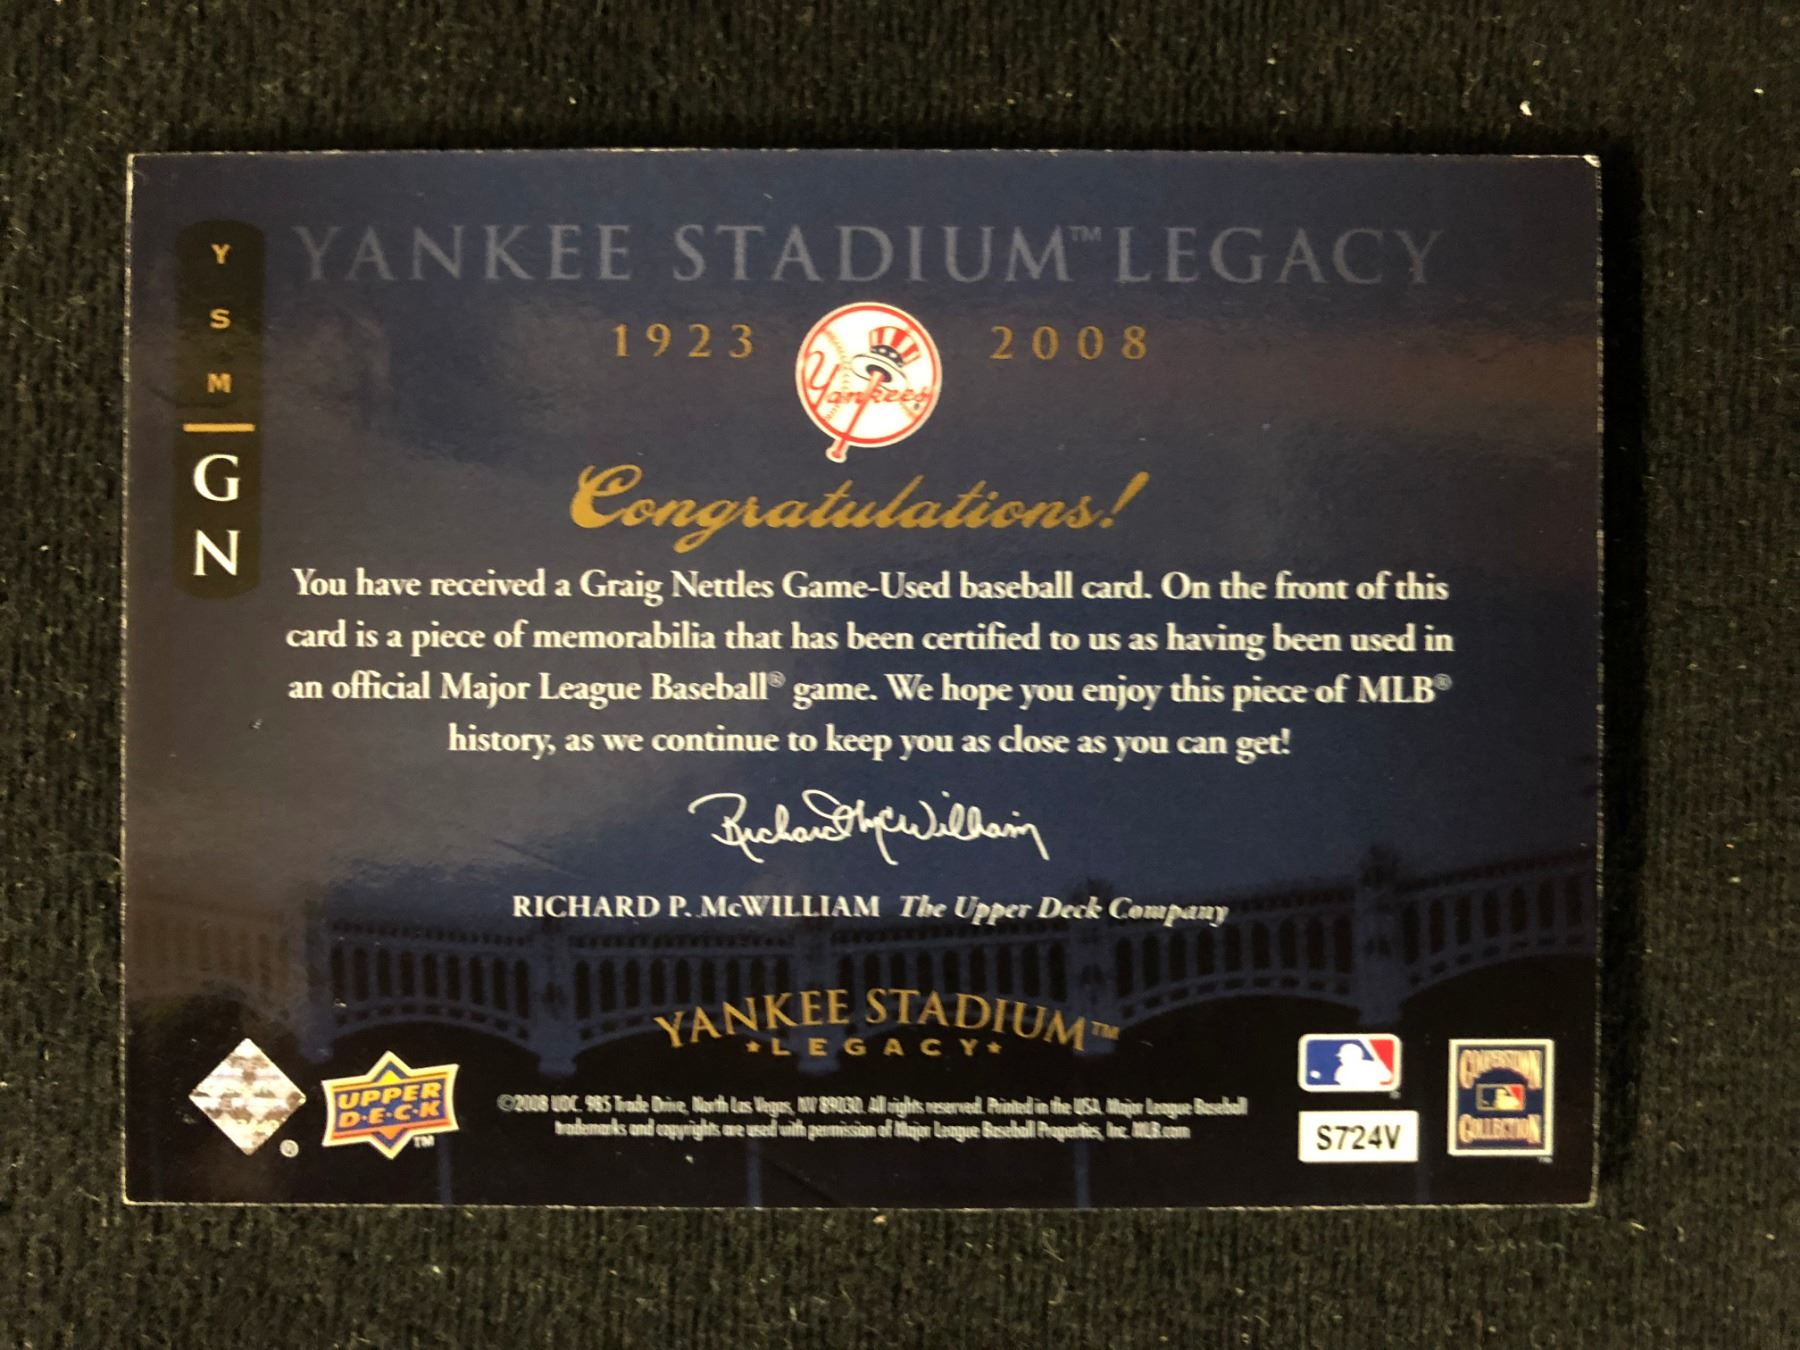 YANKEE STADIUM™ LEGACY
1923 2008
Yankees
Y
S
M
G
N
Congratulations!
You have received a Graig Nettles Game-Used baseball card. On the front of this
card is a piece of memorabilia that has been certified to us as having been used in
an official Major League Baseball® game. We hope you enjoy this piece of MLB®
history, as we continue to keep you as close as you can get!
Richard McWilliam
RICHARD P. McWILLIAM The Upper Deck Company
YANKEE STADIUM™
★LEGACY★
UPPER
D·E·C·K
TM
®
©2008 UDC. 985 Trade Drive, North Las Vegas, NV 89030. All rights reserved. Printed in the USA. Major League Baseball
trademarks and copyrights are used with permission of Major League Baseball Properties, Inc. MLB.com
S724V
COOPERSTOWN
COLLECTION